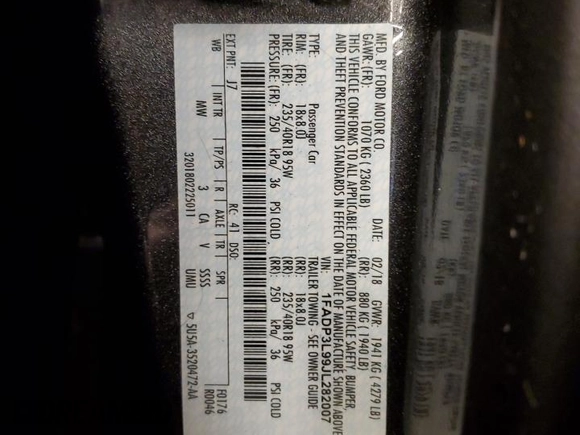 MFD BY FORD MOTOR CO.
DATE: 02/18 GVWR: 1941 KG ( 4279 LB)
GAWR: (FR): 1070 KG ( 2360 LB) (RR): 880 KG ( 1940 LB)
THIS VEHICLE CONFORMS TO ALL APPLICABLE FEDERAL MOTOR VEHICLE SAFETY, BUMPER,
AND THEFT PREVENTION STANDARDS IN EFFECT ON THE DATE OF MANUFACTURE SHOWN ABOVE
VIN: 1FADP3L99JL282007
TYPE: Passenger Car TRAILER TOWING - SEE OWNER GUIDE
RIM: (FR): 18x8.0J (RR): 18x8.0J
TIRE: (FR): 235/40R18 95W (RR): 235/40R18 95W
PRESSURE: (FR): 250 kPa/ 36 PSI COLD (RR): 250 kPa/ 36 PSI COLD
F0176
RC: 41 DSO: R0046
EXT PNT: J7
WB INT TR TP/PS R AXLE TR SPR
MW 3 CA V SSSS
3201802225011 UMU 5U5A-3520472-AA